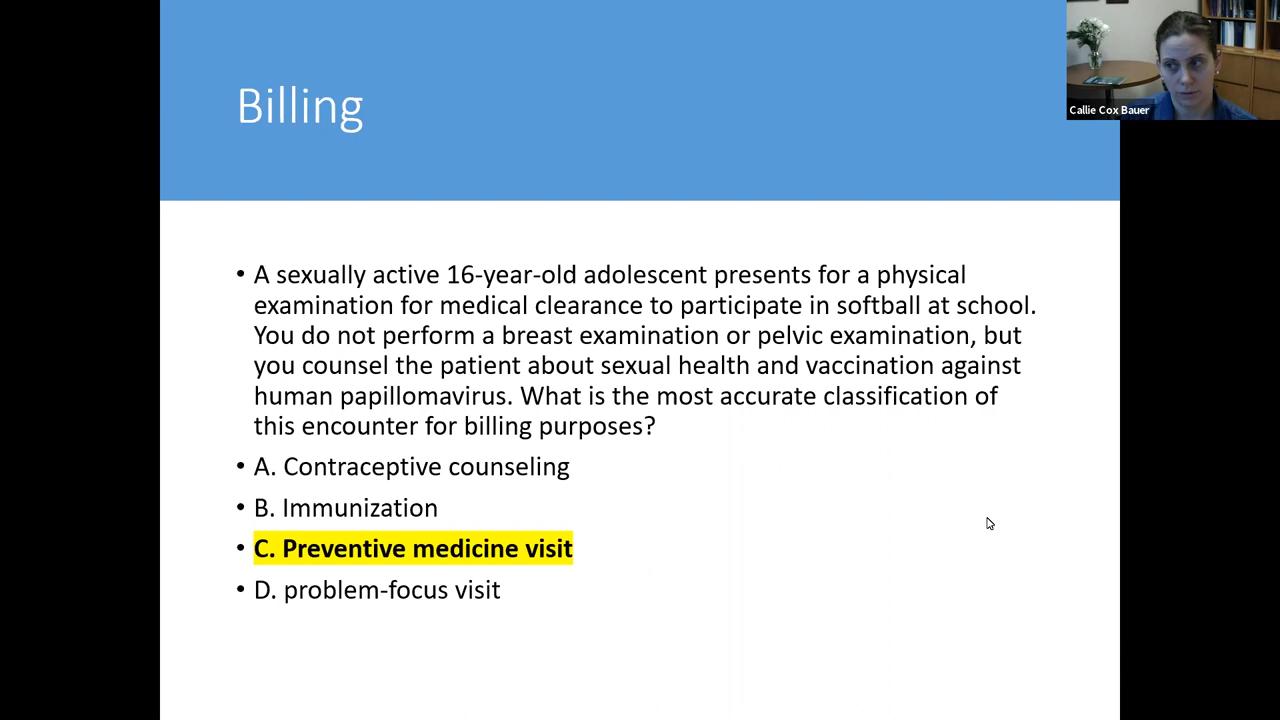 Billing
Callie Cox Bauer
• A sexually active 16-year-old adolescent presents for a physical
examination for medical clearance to participate in softball at school.
You do not perform a breast examination or pelvic examination, but
you counsel the patient about sexual health and vaccination against
human papillomavirus. What is the most accurate classification of
this encounter for billing purposes?
• A. Contraceptive counseling
• B. Immunization
• C. Preventive medicine visit
• D. problem-focus visit